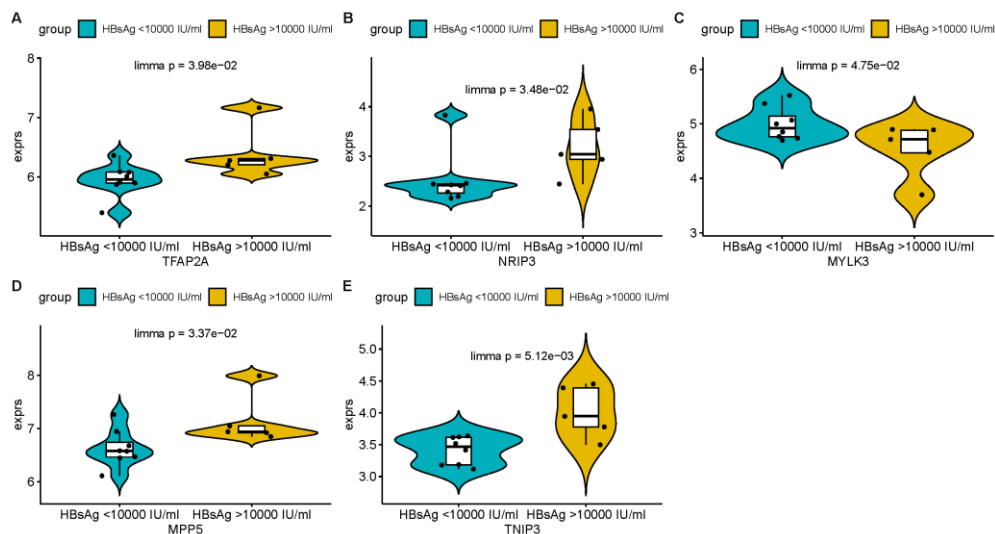 A
group HBsAg <10000 IU/ml HBsAg >10000 IU/ml
limma p = 3.98e−02
exprs
8
7
6
HBsAg <10000 IU/ml HBsAg >10000 IU/ml
TFAP2A
B
group HBsAg <10000 IU/ml HBsAg >10000 IU/ml
limma p = 3.48e−02
exprs
4
3
2
HBsAg <10000 IU/ml HBsAg >10000 IU/ml
NRIP3
C
group HBsAg <10000 IU/ml HBsAg >10000 IU/ml
limma p = 4.75e−02
exprs
6
5
4
3
HBsAg <10000 IU/ml HBsAg >10000 IU/ml
MYLK3
D
group HBsAg <10000 IU/ml HBsAg >10000 IU/ml
limma p = 3.37e−02
exprs
8
7
6
HBsAg <10000 IU/ml HBsAg >10000 IU/ml
MPP5
E
group HBsAg <10000 IU/ml HBsAg >10000 IU/ml
limma p = 5.12e−03
exprs
5.0
4.5
4.0
3.5
3.0
HBsAg <10000 IU/ml HBsAg >10000 IU/ml
TNIP3